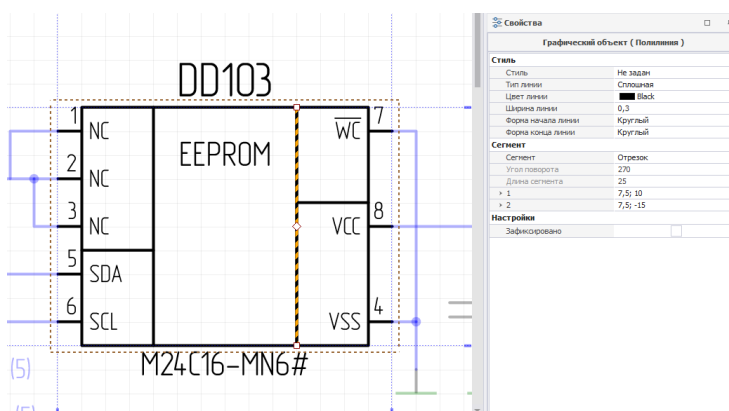 DD103
1
NC
2
NC
3
NC
5
SDA
6
SCL
EEPROM
7
WC
8
VCC
4
VSS
M24C16-MN6#
(5)
Свойства
Графический объект ( Полилиния )
Стиль
Стиль Не задан
Тип линии Сплошная
Цвет линии Black
Ширина линии 0,3
Форма начала линии Круглый
Форма конца линии Круглый
Сегмент
Сегмент Отрезок
Угол поворота 270
Длина сегмента 25
> 1 7,5; 10
> 2 7,5; -15
Настройки
Зафиксировано